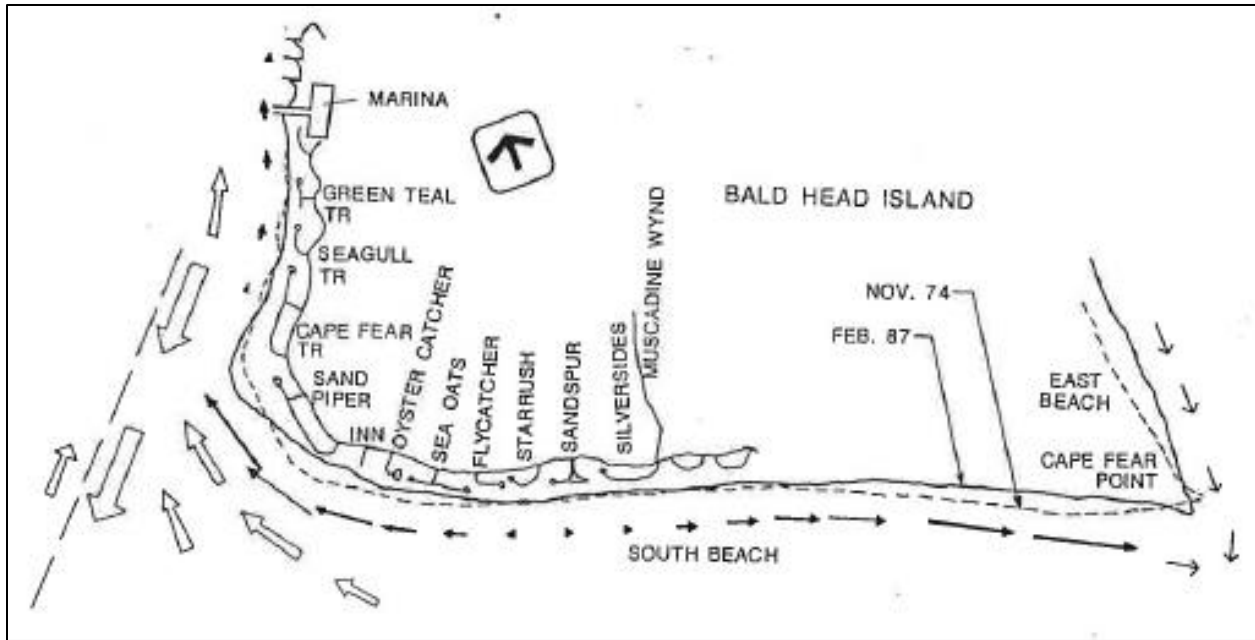 MARINA
GREEN TEAL
TR
SEAGULL
TR
CAPE FEAR
TR
SAND
PIPER
INN
OYSTER CATCHER
SEA OATS
FLYCATCHER
STARRUSH
SANDSPUR
SILVERSIDES
MUSCADINE WYND
BALD HEAD ISLAND
NOV. 74
FEB. 87
EAST
BEACH
CAPE FEAR
POINT
SOUTH BEACH